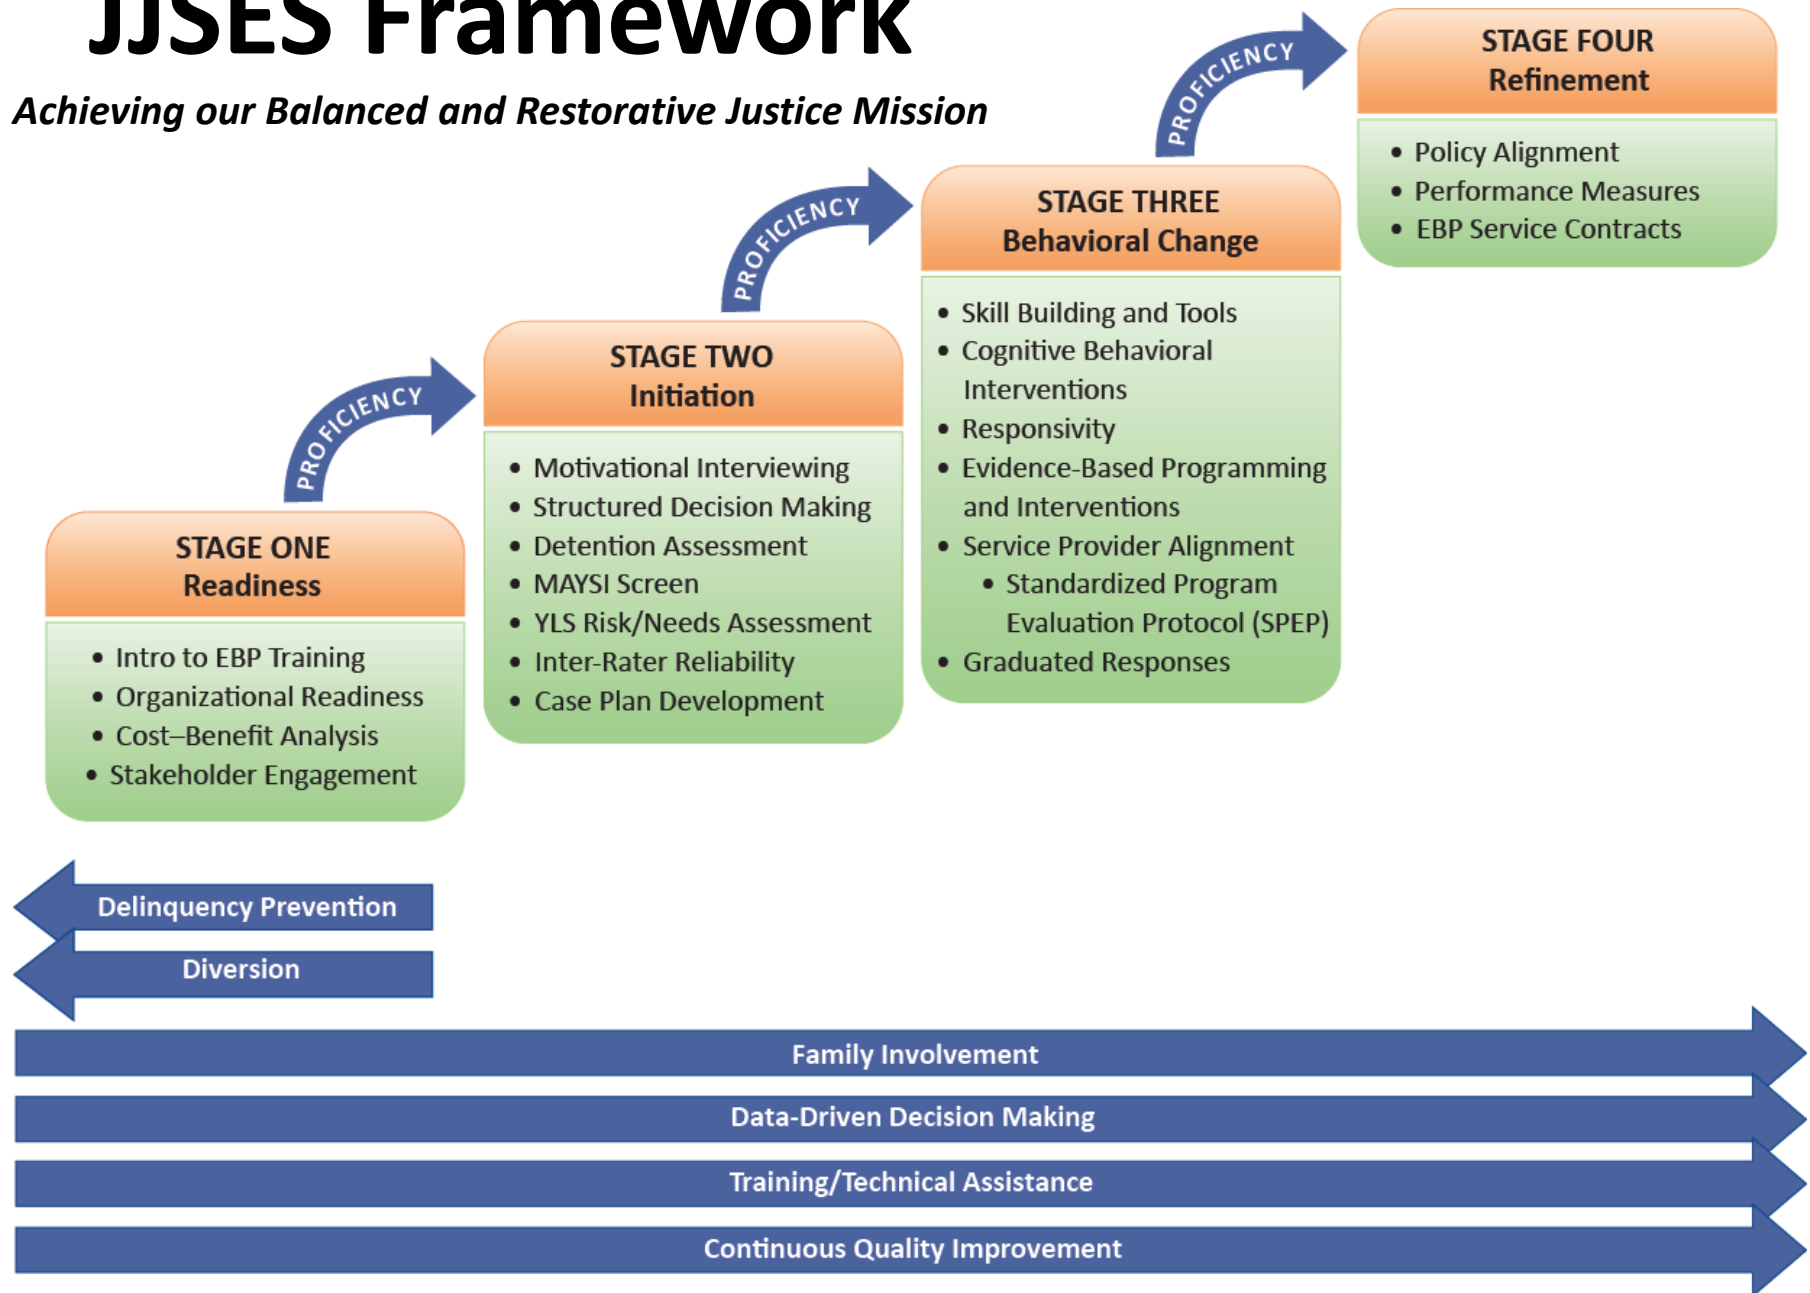 JJSES Framework
Achieving our Balanced and Restorative Justice Mission
STAGE ONE
Readiness
• Intro to EBP Training
• Organizational Readiness
• Cost–Benefit Analysis
• Stakeholder Engagement
PROFICIENCY
STAGE TWO
Initiation
• Motivational Interviewing
• Structured Decision Making
• Detention Assessment
• MAYSI Screen
• YLS Risk/Needs Assessment
• Inter-Rater Reliability
• Case Plan Development
PROFICIENCY
STAGE THREE
Behavioral Change
• Skill Building and Tools
• Cognitive Behavioral
Interventions
• Responsivity
• Evidence-Based Programming
and Interventions
• Service Provider Alignment
• Standardized Program
Evaluation Protocol (SPEP)
• Graduated Responses
PROFICIENCY
STAGE FOUR
Refinement
• Policy Alignment
• Performance Measures
• EBP Service Contracts
Delinquency Prevention
Diversion
Family Involvement
Data-Driven Decision Making
Training/Technical Assistance
Continuous Quality Improvement